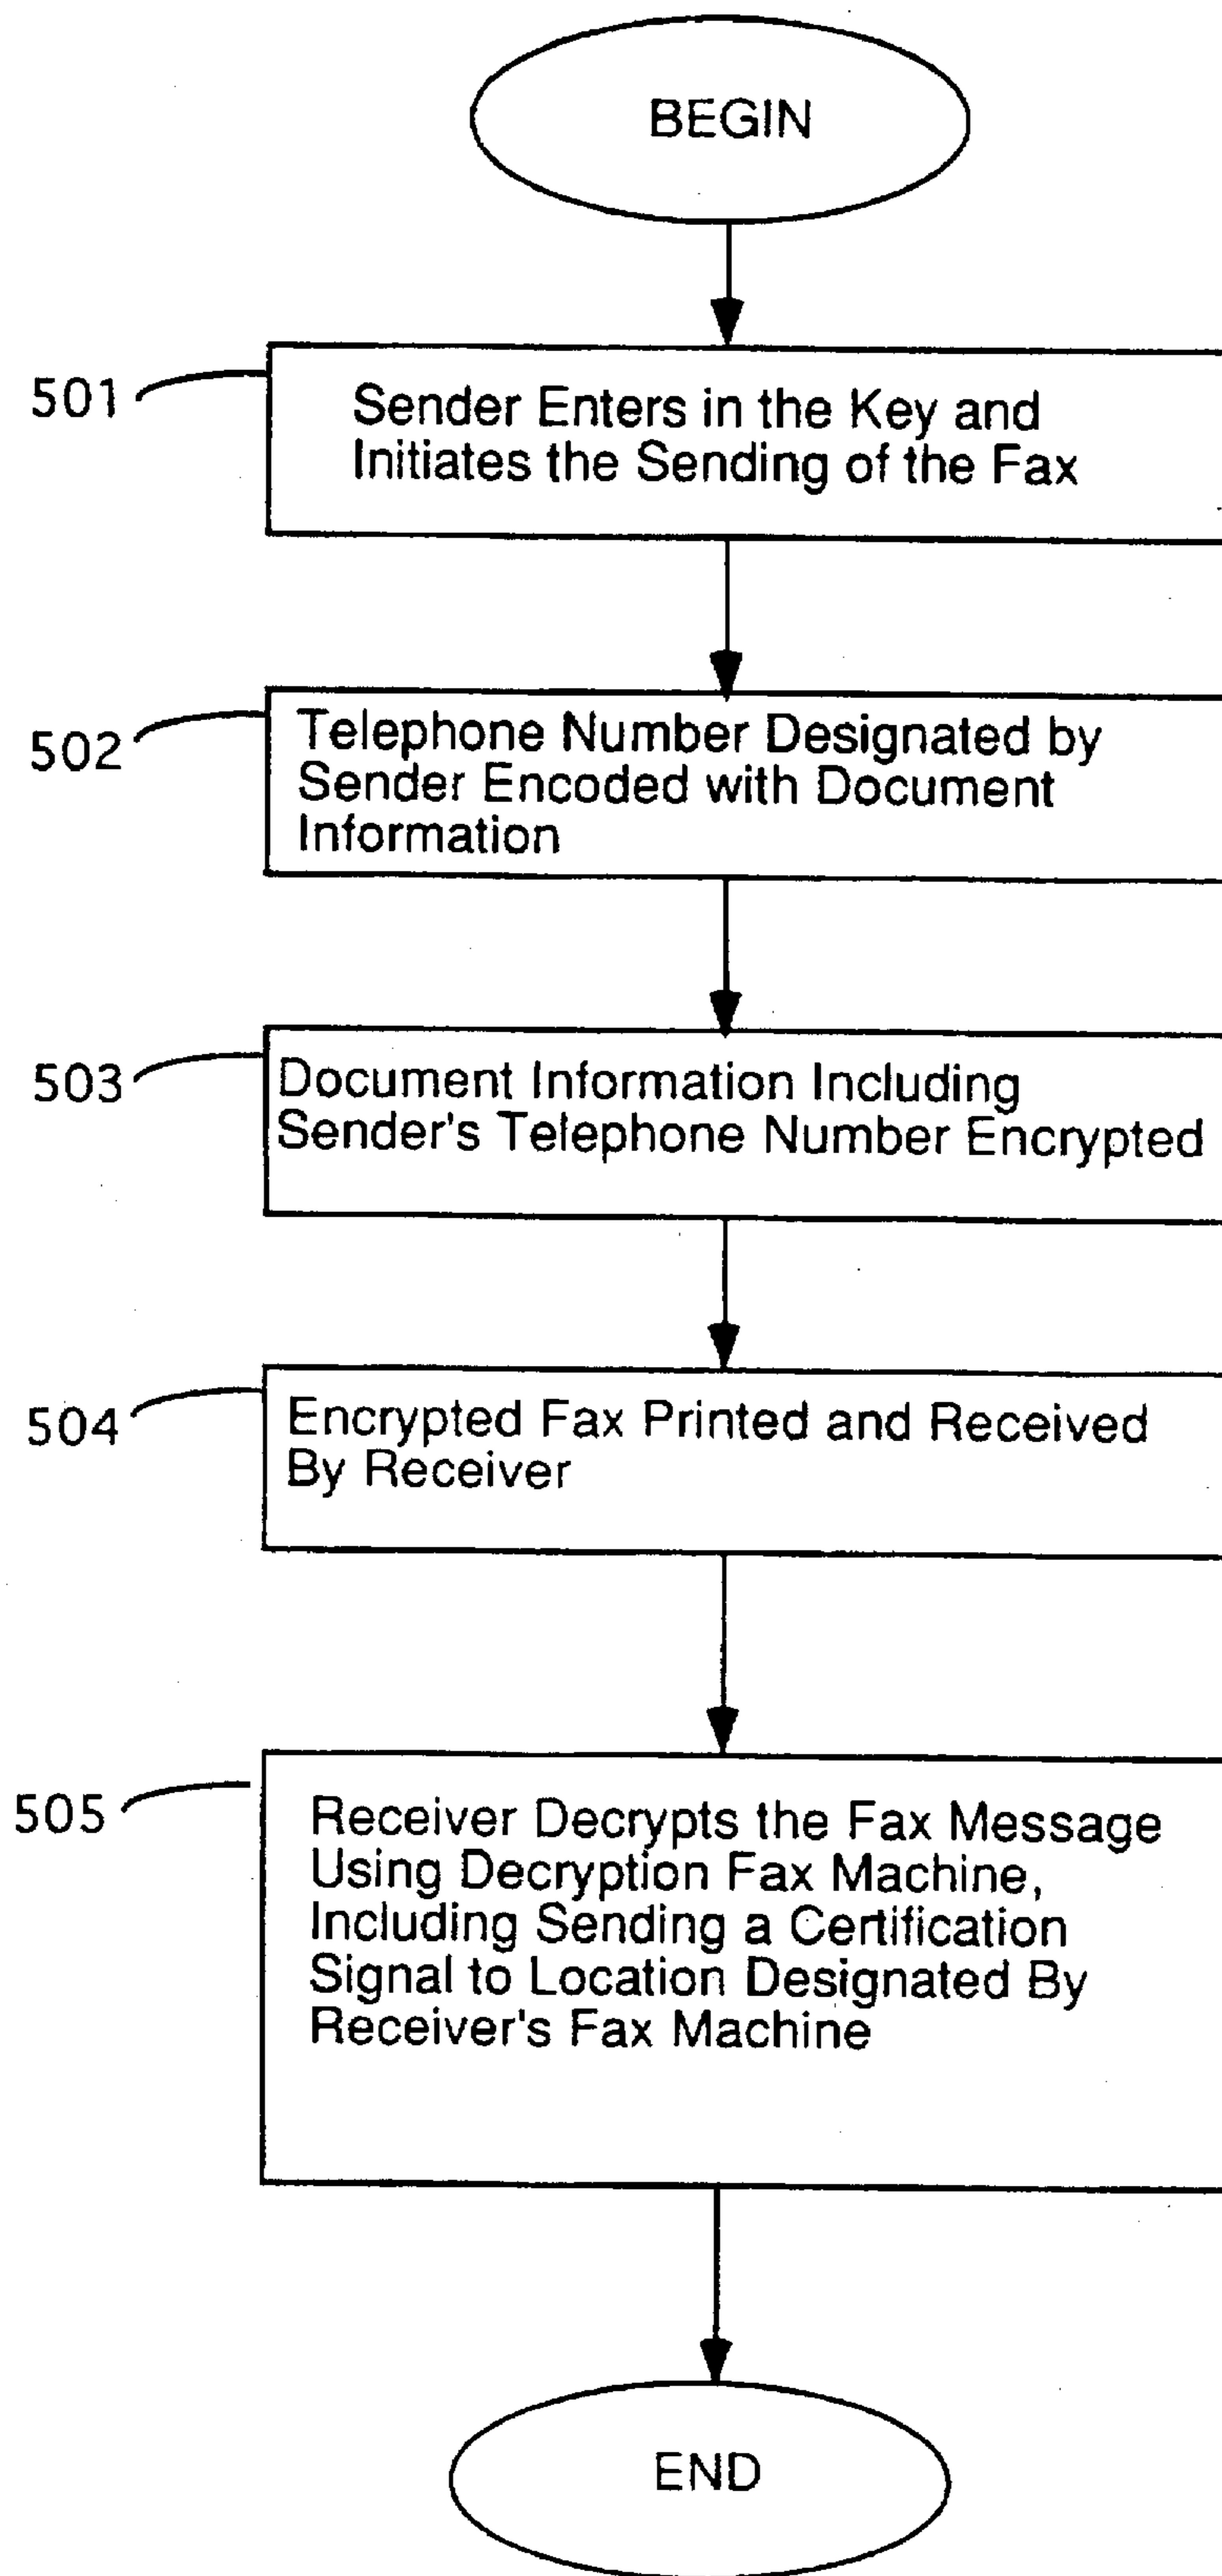 BEGIN
501
Sender Enters in the Key and
Initiates the Sending of the Fax
502
Telephone Number Designated by
Sender Encoded with Document
Information
503
Document Information Including
Sender's Telephone Number Encrypted
504
Encrypted Fax Printed and Received
By Receiver
505
Receiver Decrypts the Fax Message
Using Decryption Fax Machine,
Including Sending a Certification
Signal to Location Designated By
Receiver's Fax Machine
END